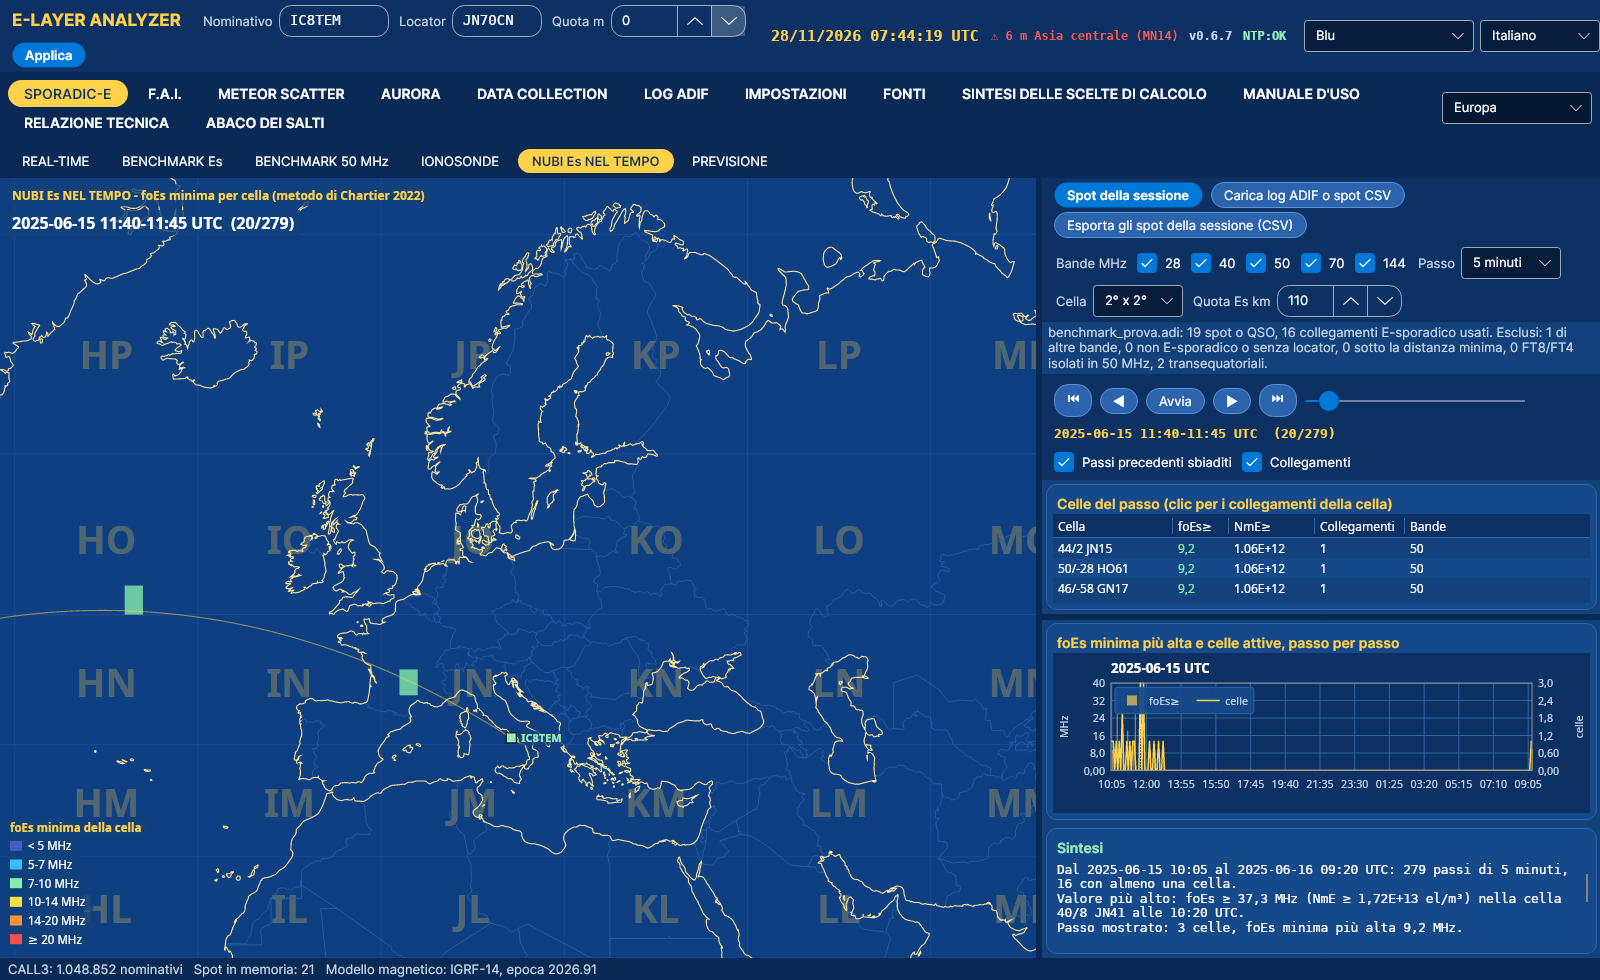 E-LAYER ANALYZER Nominativo IC8TEM Locator JN70CN Quota m 0
28/11/2026 07:44:19 UTC ⚠ 6 m Asia centrale (MN14) v0.6.7 NTP:OK Blu Italiano
Applica
SPORADIC-E F.A.I. METEOR SCATTER AURORA DATA COLLECTION LOG ADIF IMPOSTAZIONI FONTI SINTESI DELLE SCELTE DI CALCOLO MANUALE D'USO
Europa
RELAZIONE TECNICA ABACO DEI SALTI
REAL-TIME BENCHMARK Es BENCHMARK 50 MHz IONOSONDE NUBI Es NEL TEMPO PREVISIONE
NUBI Es NEL TEMPO - foEs minima per cella (metodo di Chartier 2022)
2025-06-15 11:40-11:45 UTC (20/279)
HP IP JP KP LP
HO IO JO KO LO
HN IN JN KN LN
IC8TEM
HM IM JM KM LM
HL IL JL KL
foEs minima della cella
< 5 MHz
5-7 MHz
7-10 MHz
10-14 MHz
14-20 MHz
≥ 20 MHz
Spot della sessione Carica log ADIF o spot CSV
Esporta gli spot della sessione (CSV)
Bande MHz 28 40 50 70 144 Passo 5 minuti
Cella 2° x 2° Quota Es km 110
benchmark_prova.adi: 19 spot o QSO, 16 collegamenti E-sporadico usati. Esclusi: 1 di
altre bande, 0 non E-sporadico o senza locator, 0 sotto la distanza minima, 0 FT8/FT4
isolati in 50 MHz, 2 transequatoriali.
⏮ ◀ Avvia ▶ ⏭
2025-06-15 11:40-11:45 UTC (20/279)
Passi precedenti sbiaditi Collegamenti
Celle del passo (clic per i collegamenti della cella)
Cella foEs≥ NmE≥ Collegamenti Bande
44/2 JN15 9,2 1.06E+12 1 50
50/-28 HO61 9,2 1.06E+12 1 50
46/-58 GN17 9,2 1.06E+12 1 50
foEs minima più alta e celle attive, passo per passo
2025-06-15 UTC
foEs≥ celle
MHz
40
32
24
16
8,0
0,00
3,0
2,4
1,8
1,2
0,60
0,00
celle
10:05 12:00 13:55 15:50 17:45 19:40 21:35 23:30 01:25 03:20 05:15 07:10 09:05
Sintesi
Dal 2025-06-15 10:05 al 2025-06-16 09:20 UTC: 279 passi di 5 minuti,
16 con almeno una cella.
Valore più alto: foEs ≥ 37,3 MHz (NmE ≥ 1,72E+13 el/m³) nella cella
40/8 JN41 alle 10:20 UTC.
Passo mostrato: 3 celle, foEs minima più alta 9,2 MHz.
CALL3: 1.048.852 nominativi Spot in memoria: 21 Modello magnetico: IGRF-14, epoca 2026.91